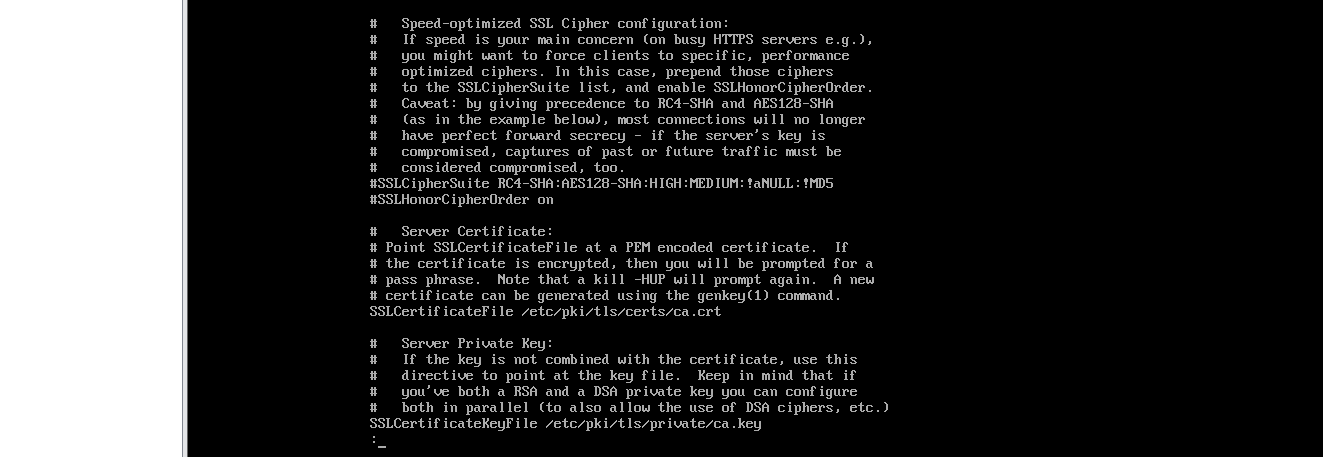 #   Speed-optimized SSL Cipher configuration:
#   If speed is your main concern (on busy HTTPS servers e.g.),
#   you might want to force clients to specific, performance
#   optimized ciphers. In this case, prepend those ciphers
#   to the SSLCipherSuite list, and enable SSLHonorCipherOrder.
#   Caveat: by giving precedence to RC4-SHA and AES128-SHA
#   (as in the example below), most connections will no longer
#   have perfect forward secrecy - if the server's key is
#   compromised, captures of past or future traffic must be
#   considered compromised, too.
#SSLCipherSuite RC4-SHA:AES128-SHA:HIGH:MEDIUM:!aNULL:!MD5
#SSLHonorCipherOrder on
#   Server Certificate:
# Point SSLCertificateFile at a PEM encoded certificate.  If
# the certificate is encrypted, then you will be prompted for a
# pass phrase.  Note that a kill -HUP will prompt again.  A new
# certificate can be generated using the genkey(1) command.
SSLCertificateFile /etc/pki/tls/certs/ca.crt
#   Server Private Key:
#   If the key is not combined with the certificate, use this
#   directive to point at the key file.  Keep in mind that if
#   you've both a RSA and a DSA private key you can configure
#   both in parallel (to also allow the use of DSA ciphers, etc.)
SSLCertificateKeyFile /etc/pki/tls/private/ca.key
:_